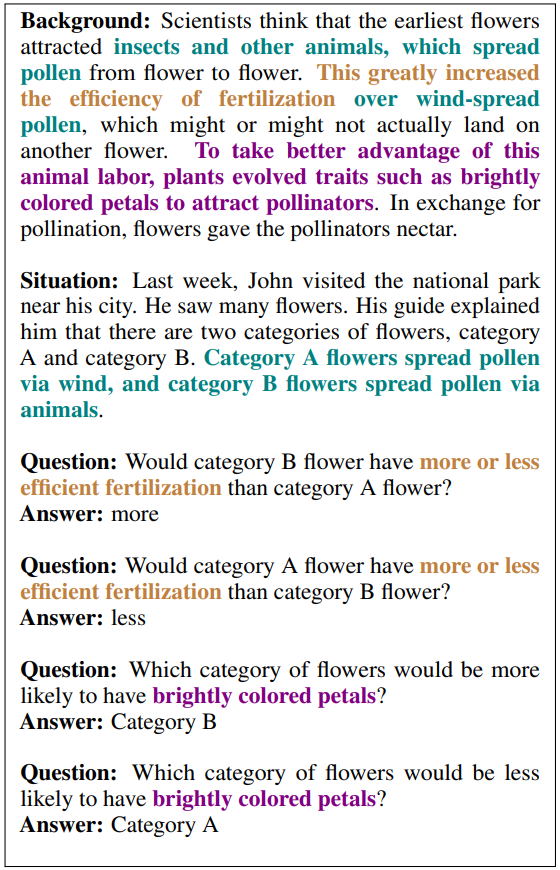 Background: Scientists think that the earliest flowers
attracted insects and other animals, which spread
pollen from flower to flower. This greatly increased
the efficiency of fertilization over wind-spread
pollen, which might or might not actually land on
another flower. To take better advantage of this
animal labor, plants evolved traits such as brightly
colored petals to attract pollinators. In exchange for
pollination, flowers gave the pollinators nectar.
Situation: Last week, John visited the national park
near his city. He saw many flowers. His guide explained
him that there are two categories of flowers, category
A and category B. Category A flowers spread pollen
via wind, and category B flowers spread pollen via
animals.
Question: Would category B flower have more or less
efficient fertilization than category A flower?
Answer: more
Question: Would category A flower have more or less
efficient fertilization than category B flower?
Answer: less
Question: Which category of flowers would be more
likely to have brightly colored petals?
Answer: Category B
Question: Which category of flowers would be less
likely to have brightly colored petals?
Answer: Category A